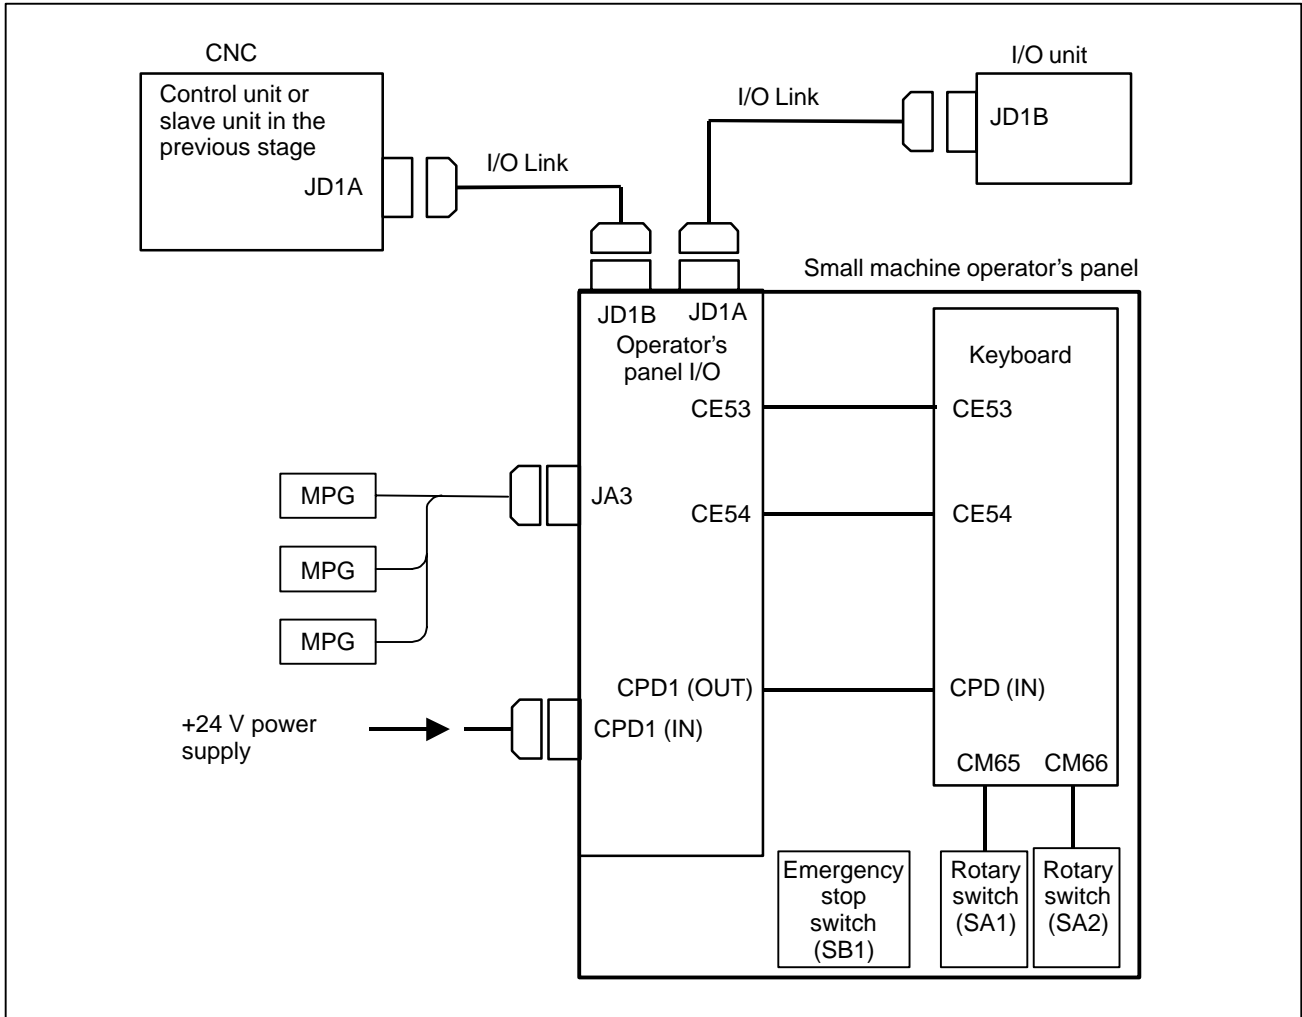 CNC
I/O unit
Control unit or
slave unit in the
previous stage
JD1A
I/O Link
I/O Link
JD1B
Small machine operator’s panel
JD1B
JD1A
Operator’s
panel I/O
Keyboard
CE53
CE53
MPG
JA3
CE54
CE54
MPG
MPG
CPD1 (OUT)
CPD (IN)
+24 V power
supply
CPD1 (IN)
CM65
CM66
Emergency
stop
switch
(SB1)
Rotary
switch
(SA1)
Rotary
switch
(SA2)